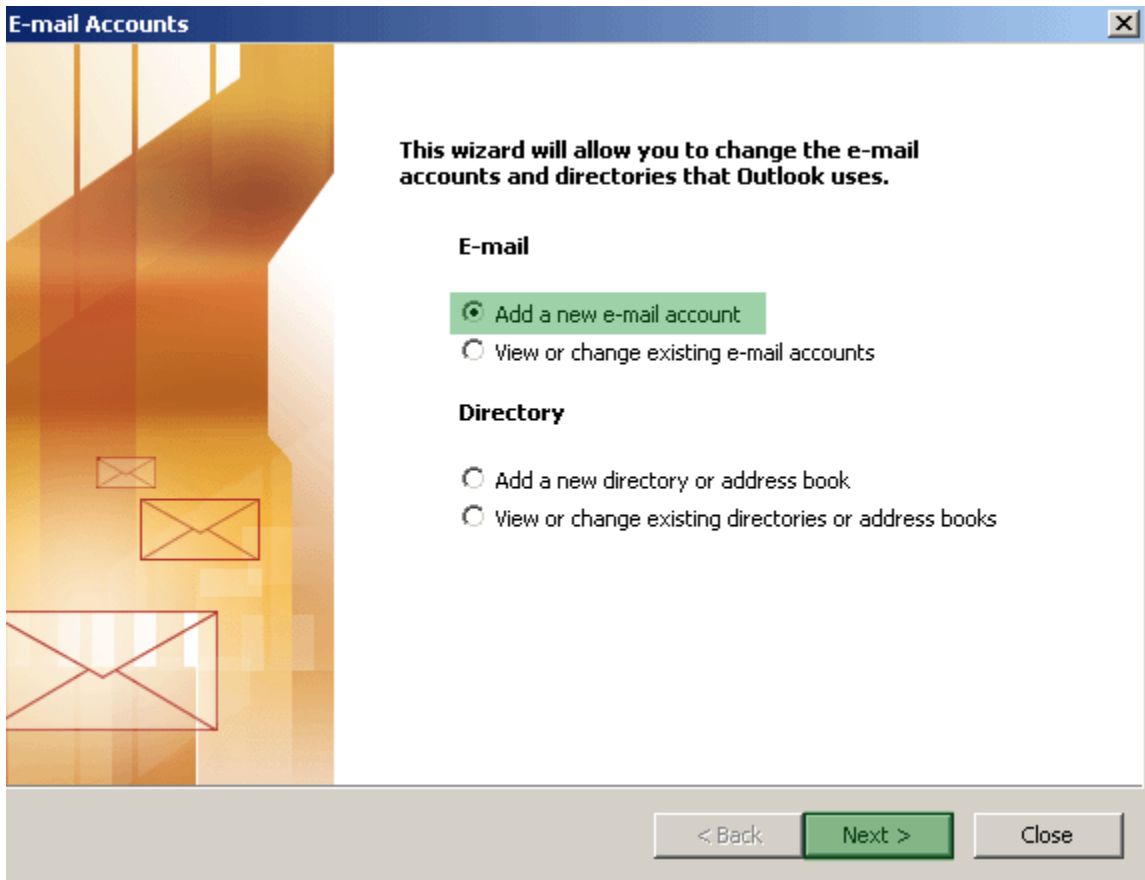 E-mail Accounts
This wizard will allow you to change the e-mail
accounts and directories that Outlook uses.
E-mail
Add a new e-mail account
View or change existing e-mail accounts
Directory
Add a new directory or address book
View or change existing directories or address books
< Back Next > Close